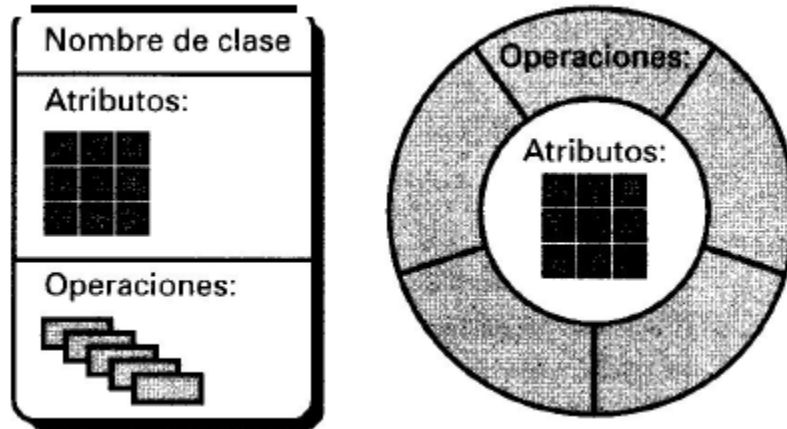 Nombre de clase
Atributos:
Operaciones:
Operaciones:
Atributos: